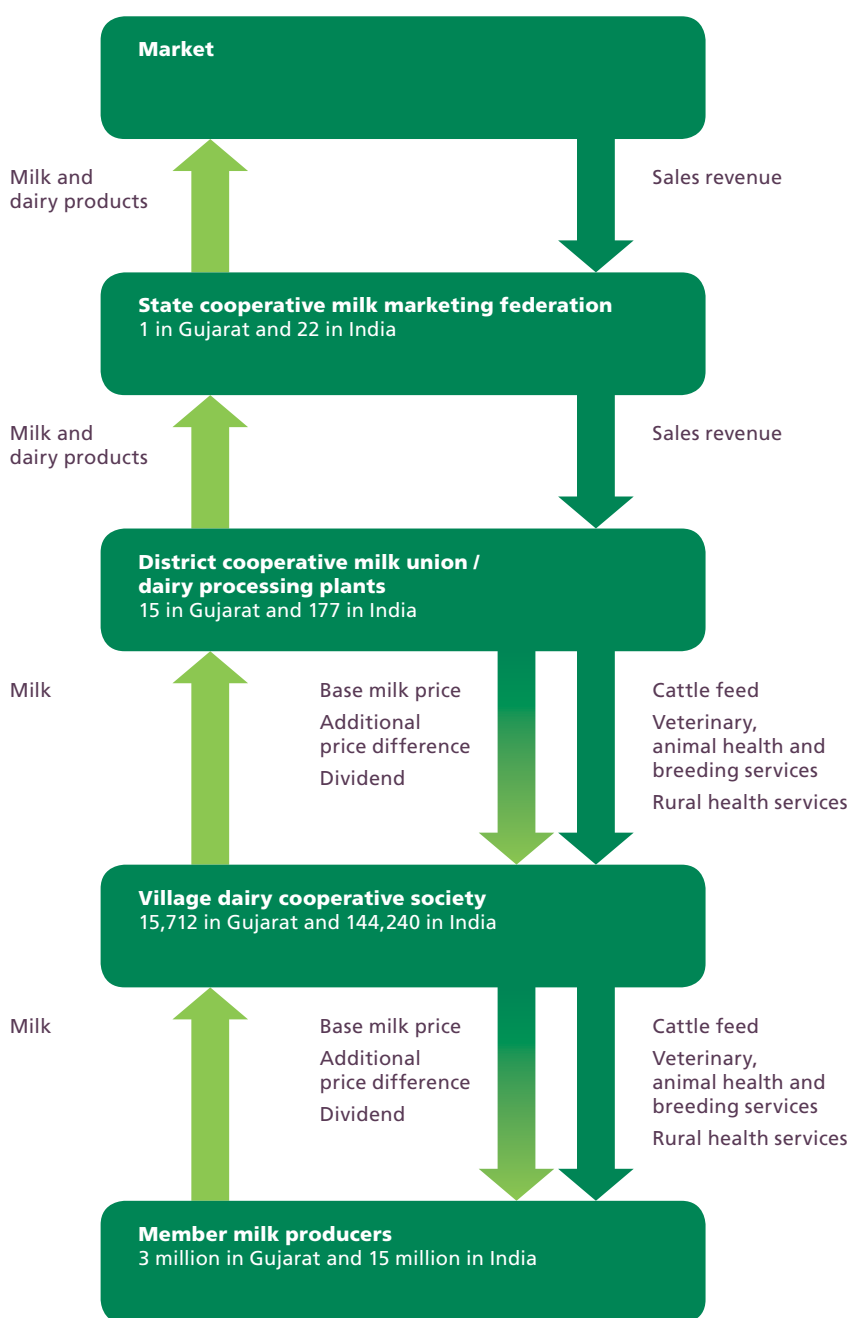 Market
Milk and
dairy products
Sales revenue
State cooperative milk marketing federation
1 in Gujarat and 22 in India
Milk and
dairy products
Sales revenue
District cooperative milk union /
dairy processing plants
15 in Gujarat and 177 in India
Milk
Base milk price
Additional
price difference
Dividend
Cattle feed
Veterinary,
animal health and
breeding services
Rural health services
Village dairy cooperative society
15,712 in Gujarat and 144,240 in India
Milk
Base milk price
Additional
price difference
Dividend
Cattle feed
Veterinary,
animal health and
breeding services
Rural health services
Member milk producers
3 million in Gujarat and 15 million in India